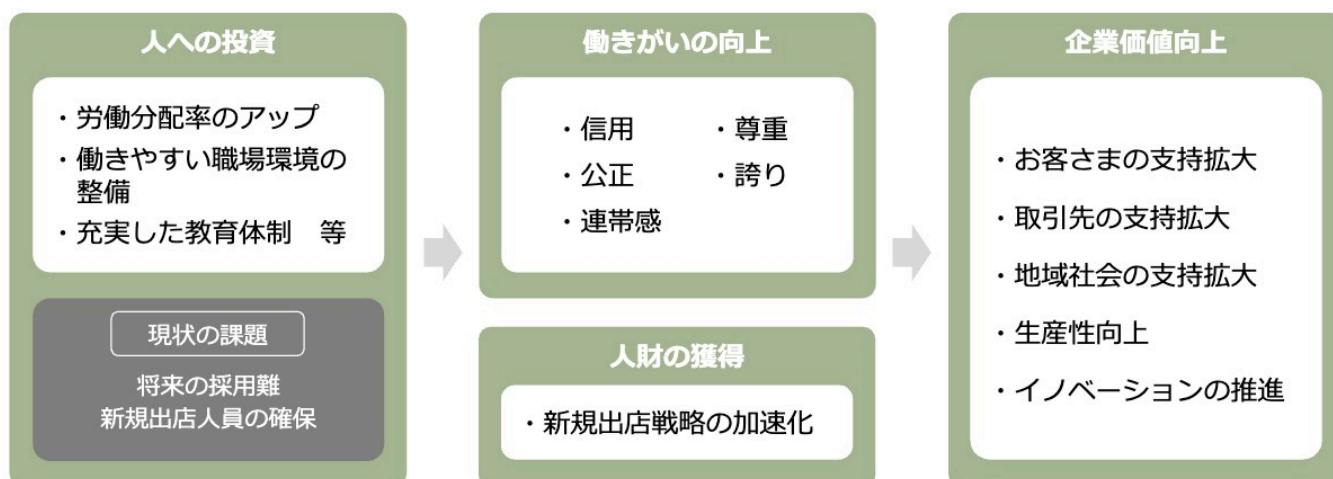 人への投資
・労働分配率のアップ
・働きやすい職場環境の
整備
・充実した教育体制　等
現状の課題
将来の採用難
新規出店人員の確保
働きがいの向上
・信用
・尊重
・公正
・誇り
・連帯感
人財の獲得
・新規出店戦略の加速化
企業価値向上
・お客さまの支持拡大
・取引先の支持拡大
・地域社会の支持拡大
・生産性向上
・イノベーションの推進